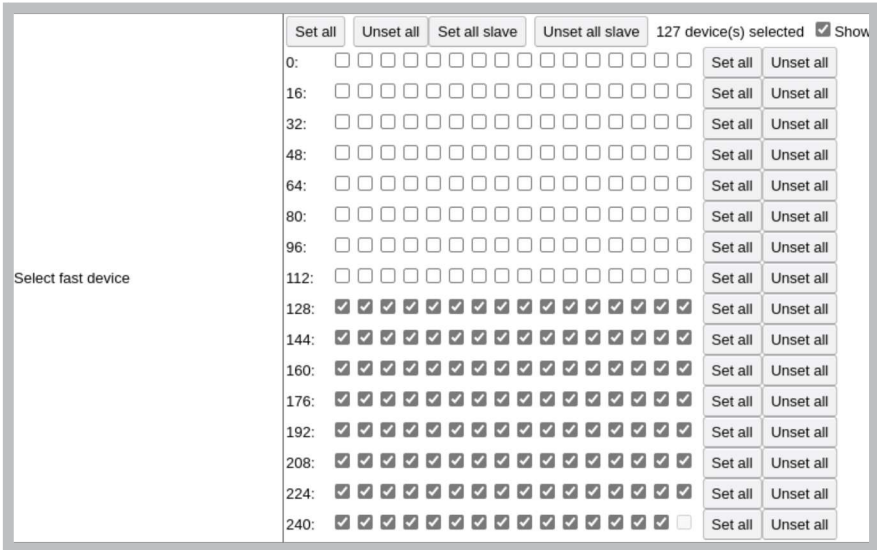 Set all Unset all Set all slave Unset all slave 127 device(s) selected Show
0: Set all Unset all
16: Set all Unset all
32: Set all Unset all
48: Set all Unset all
64: Set all Unset all
80: Set all Unset all
96: Set all Unset all
Select fast device 112: Set all Unset all
128: Set all Unset all
144: Set all Unset all
160: Set all Unset all
176: Set all Unset all
192: Set all Unset all
208: Set all Unset all
224: Set all Unset all
240: Set all Unset all